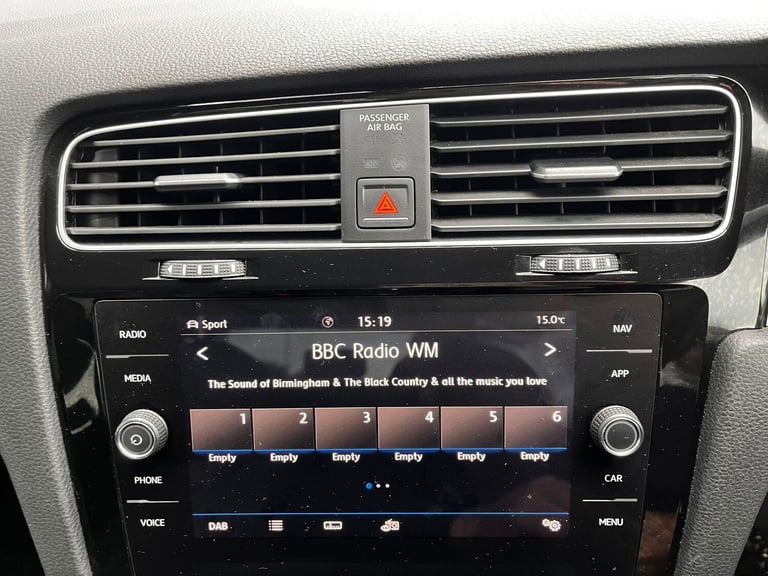 PASSENGER
AIR BAG
OFF
ON
Sport 15:19 15.0°C
RADIO NAV
< BBC Radio WM >
MEDIA APP
The Sound of Birmingham & The Black Country & all the music you love
1 2 3 4 5 6
Empty Empty Empty Empty Empty Empty
PHONE CAR
VOICE MENU
DAB